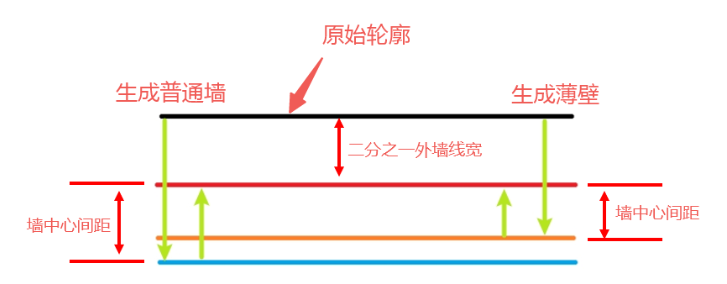 原始轮廓
生成普通墙
生成薄壁
二分之一外墙线宽
墙中心间距
墙中心间距